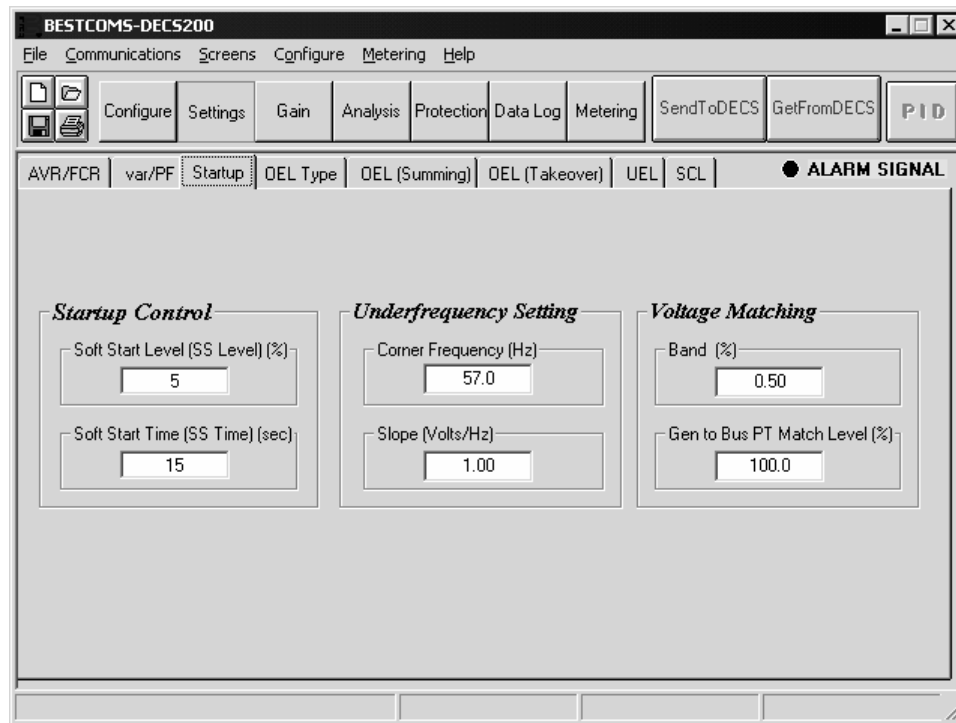 BESTCOMS-DECS200
File Communications Screens Configure Metering Help
Configure Settings Gain Analysis Protection Data Log Metering SendToDECS GetFromDECS PID
AVR/FCR var/PF Startup OEL Type OEL (Summing) OEL (Takeover) UEL SCL ALARM SIGNAL
Startup Control Underfrequency Setting Voltage Matching
Soft Start Level (SS Level) (%) Corner Frequency (Hz) Band (%)
5 57.0 0.50
Soft Start Time (SS Time) (sec) Slope (Volts/Hz) Gen to Bus PT Match Level (%)
15 1.00 100.0